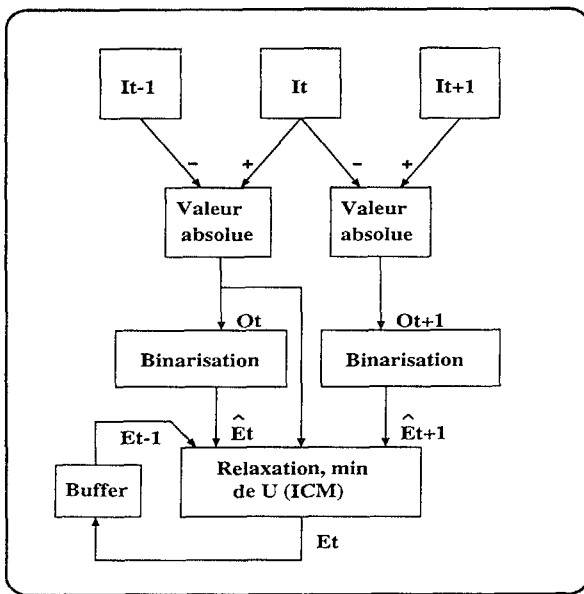 It-1
It
It+1
-
+
-
+
Valeur
absolue
Valeur
absolue
Ot
Ot+1
Binarisation
Binarisation
Et-1
Êt
Êt+1
Buffer
Relaxation, min
de U (ICM)
Et